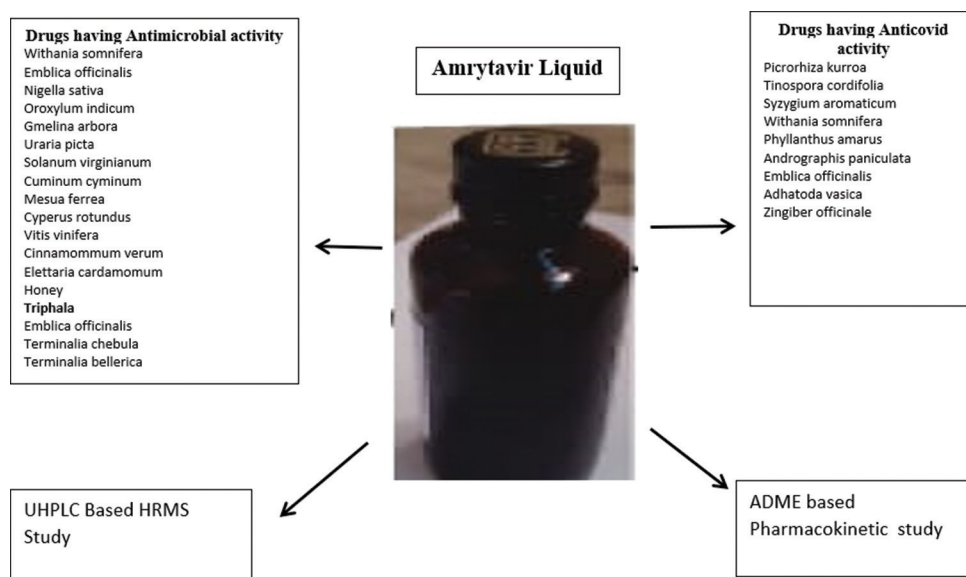 Drugs having Antimicrobial activity
Withania somnifera
Emblica officinalis
Nigella sativa
Oroxylum indicum
Gmelina arbora
Uraria picta
Solanum virginianum
Cuminum cyminum
Mesua ferrea
Cyperus rotundus
Vitis vinifera
Cinnamommum verum
Elettaria cardamomum
Honey
Triphala
Emblica officinalis
Terminalia chebula
Terminalia bellerica
Amrytavir Liquid
Drugs having Anticovid
activity
Picrorhiza kurroa
Tinospora cordifolia
Syzygium aromaticum
Withania somnifera
Phyllanthus amarus
Andrographis paniculata
Emblica officinalis
Adhatoda vasica
Zingiber officinale
UHPLC Based HRMS
Study
ADME based
Pharmacokinetic study